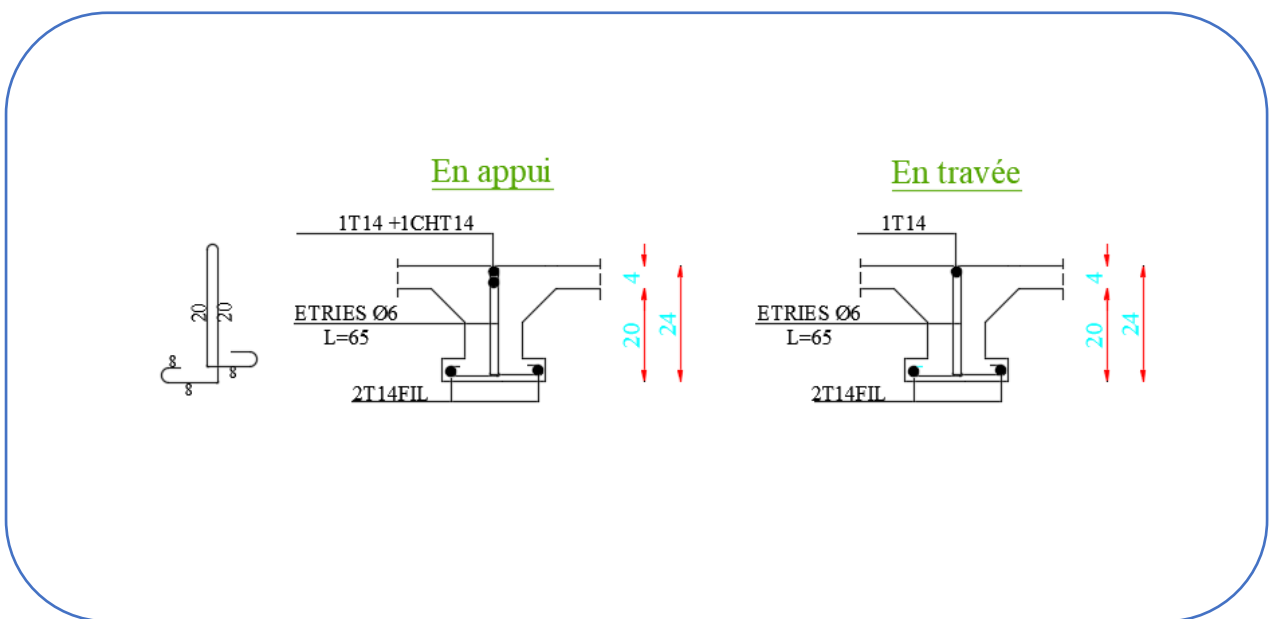 En appui
En travée
1T14 +1CHT14
1T14
ETRIES Ø6
L=65
ETRIES Ø6
L=65
2T14FIL
2T14FIL
20
20
8
8
8
4
20
24
4
20
24